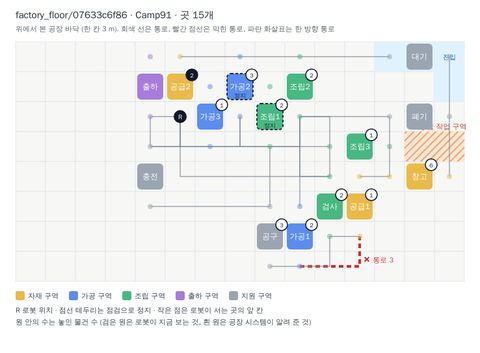 factory_floor/07633c6f86 · Camp91 · 곳 15개
위에서 본 공장 바닥 (한 칸 3 m). 회색 선은 통로, 빨간 점선은 막힌 통로, 파란 화살표는 한 방향 통로
대기
진입
출하
공급2
2
가공2
3
정지
조립2
2
R
가공3
1
조립1
2
정지
폐기
작업 구역
조립3
1
충전
창고
6
검사
2
공급1
1
공구
3
가공1
2
✕ 통로 3
자재 구역
가공 구역
조립 구역
출하 구역
지원 구역
R 로봇 위치 · 점선 테두리는 점검으로 정지 · 작은 점은 로봇이 서는 곳의 앞 칸
원 안의 수는 놓인 물건 수 (검은 원은 로봇이 지금 보는 것, 흰 원은 공장 시스템이 알려 준 것)